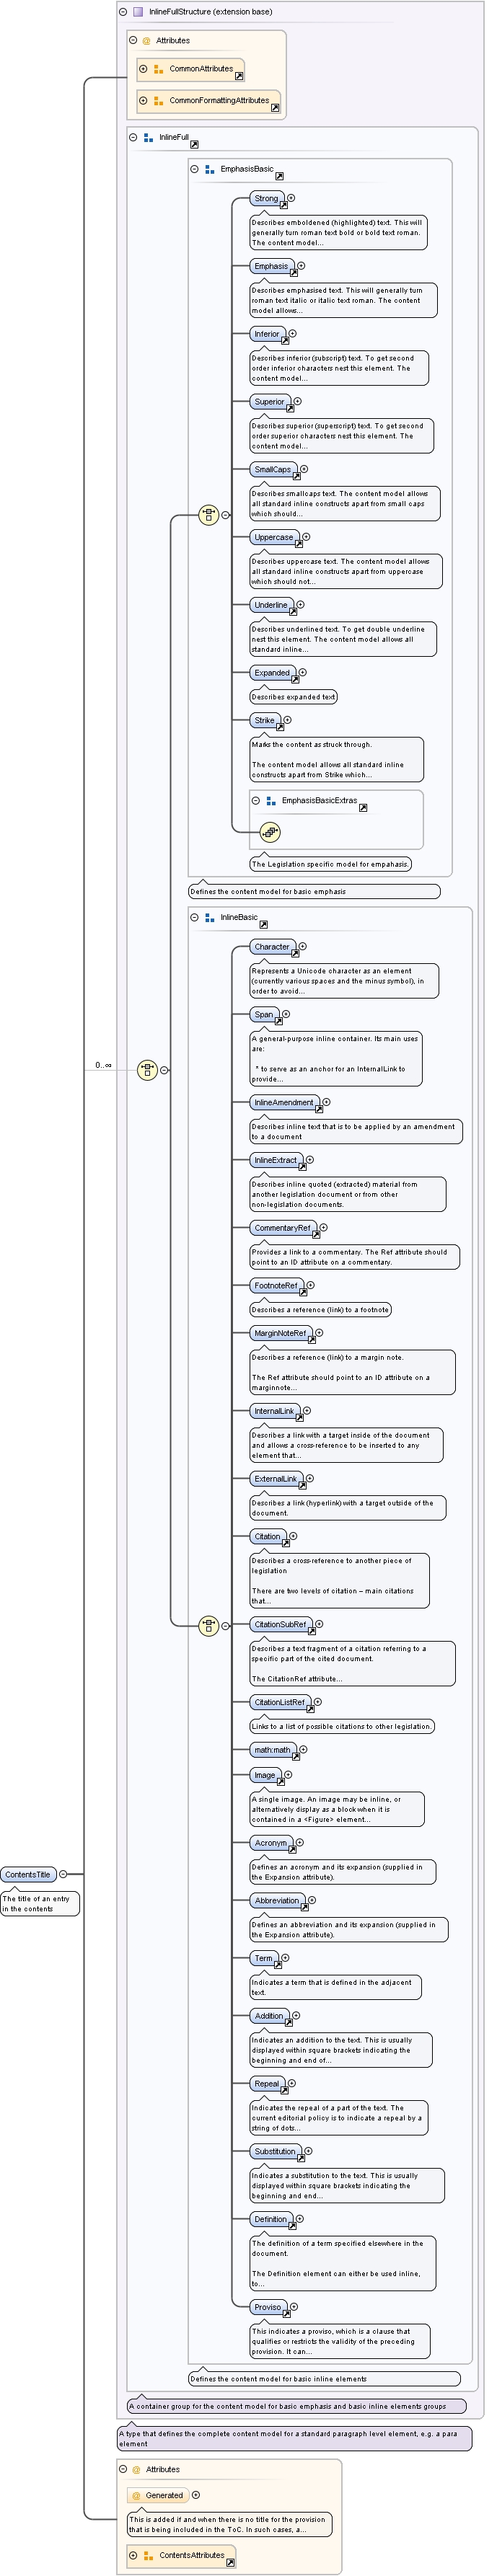 InlineFullStructure (extension base)
Attributes
CommonAttributes
CommonFormattingAttributes
InlineFull
EmphasisBasic
Strong
Describes emboldened (highlighted) text. This will
generally turn roman text bold or bold text roman.
The content model...
Emphasis
Describes emphasised text. This will generally turn
roman text italic or italic text roman. The content
model allows...
Inferior
Describes inferior (subscript) text. To get second
order inferior characters nest this element. The
content model...
Superior
Describes superior (superscript) text. To get second
order superior characters nest this element. The
content model...
SmallCaps
Describes smallcaps text. The content model allows
all standard inline constructs apart from small caps
which should...
Uppercase
Describes uppercase text. The content model allows
all standard inline constructs apart from uppercase
which should not...
Underline
Describes underlined text. To get double underline
nest this element. The content model allows all
standard inline...
Expanded
Describes expanded text
Strike
Marks the content as struck through.
The content model allows all standard inline
constructs apart from Strike which...
EmphasisBasicExtras
The Legislation specific model for empahasis.
Defines the content model for basic emphasis
InlineBasic
Character
Represents a Unicode character as an element
(currently various spaces and the minus symbol), in
order to avoid...
Span
A general-purpose inline container. Its main uses
are:
* to serve as an anchor for an InternalLink to
provide...
0..∞
InlineAmendment
Describes inline text that is to be applied by an amendment
to a document
InlineExtract
Describes inline quoted (extracted) material from
another legislation document or from other
non-legislation documents.
CommentaryRef
Provides a link to a commentary. The Ref attribute should
point to an ID attribute on a commentary.
FootnoteRef
Describes a reference (link) to a footnote
MarginNoteRef
Describes a reference (link) to a margin note.
The Ref attribute should point to an ID attribute on a
marginnote...
InternalLink
Describes a link with a target inside of the document
and allows a cross-reference to be inserted to any
element that...
ExternalLink
Describes a link (hyperlink) with a target outside of the
document.
Citation
Describes a cross-reference to another piece of
legislation
There are two levels of citation – main citations
that...
CitationSubRef
Describes a text fragment of a citation referring to a
specific part of the cited document.
The CitationRef attribute...
CitationListRef
Links to a list of possible citations to other legislation.
math:math
Image
A single image. An image may be inline, or
alternatively display as a block when it is
contained in a <Figure> element...
Acronym
Defines an acronym and its expansion (supplied in
the Expansion attribute).
ContentsTitle
The title of an entry
in the contents
Abbreviation
Defines an abbreviation and its expansion (supplied in
the Expansion attribute).
Term
Indicates a term that is defined in the adjacent
text.
Addition
Indicates an addition to the text. This is usually
displayed within square brackets indicating the
beginning and end of...
Repeal
Indicates the repeal of a part of the text. The
current editorial policy is to indicate a repeal by a
string of dots...
Substitution
Indicates a substitution to the text. This is usually
displayed within square brackets indicating the
beginning and end...
Definition
The definition of a term specified elsewhere in the
document.
The Definition element can either be used inline,
to...
Proviso
This indicates a proviso, which is a clause that
qualifies or restricts the validity of the preceding
provision. It can...
Defines the content model for basic inline elements
A container group for the content model for basic emphasis and basic inline elements groups
A type that defines the complete content model for a standard paragraph level element, e.g. a para
element
Attributes
Generated
This is added if and when there is no title for the provision
that is being included in the ToC. In such cases, a...
ContentsAttributes